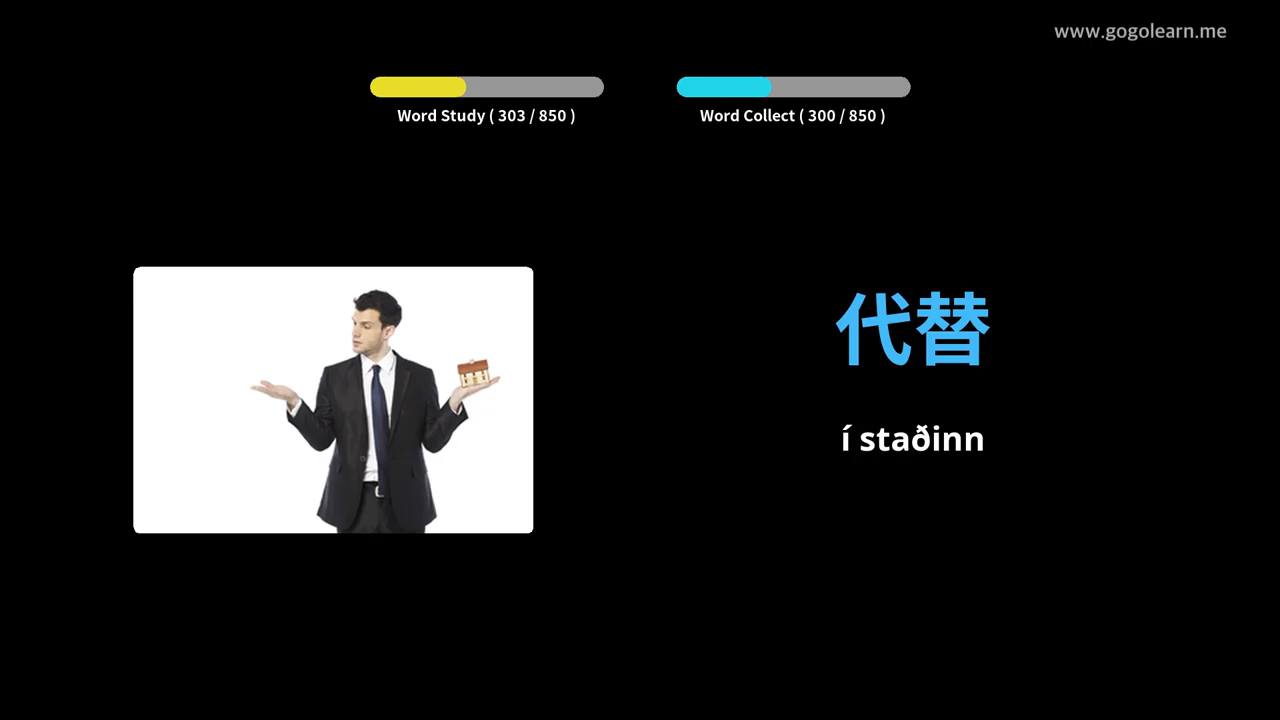 www.gogolearn.me
Word Study ( 303 / 850 )
Word Collect ( 300 / 850 )
代替
í staðinn